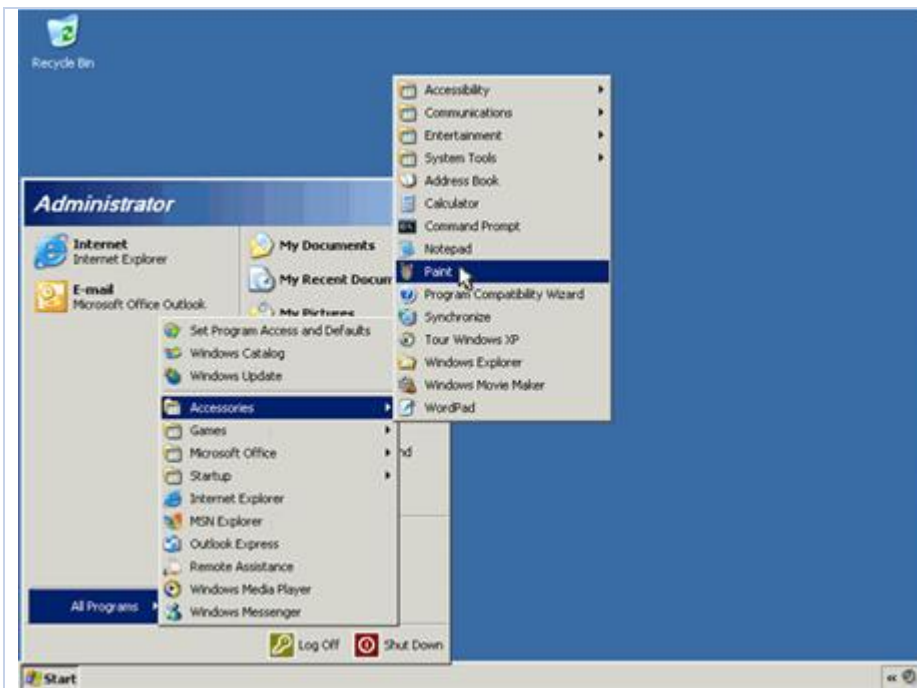 Recycle Bin
Accessibility
Communications
Entertainment
System Tools
Address Book
Calculator
Command Prompt
Notepad
Paint
Program Compatibility Wizard
Synchronize
Tour Windows XP
Windows Explorer
Windows Movie Maker
WordPad
Administrator
Internet
Internet Explorer
E-mail
Microsoft Office Outlook
My Documents
My Recent Docum
My Pictures
Set Program Access and Defaults
Windows Catalog
Windows Update
Accessories
Games
Microsoft Office
Startup
Internet Explorer
MSN Explorer
Outlook Express
Remote Assistance
Windows Media Player
Windows Messenger
nd
All Programs
Log Off
Shut Down
Start